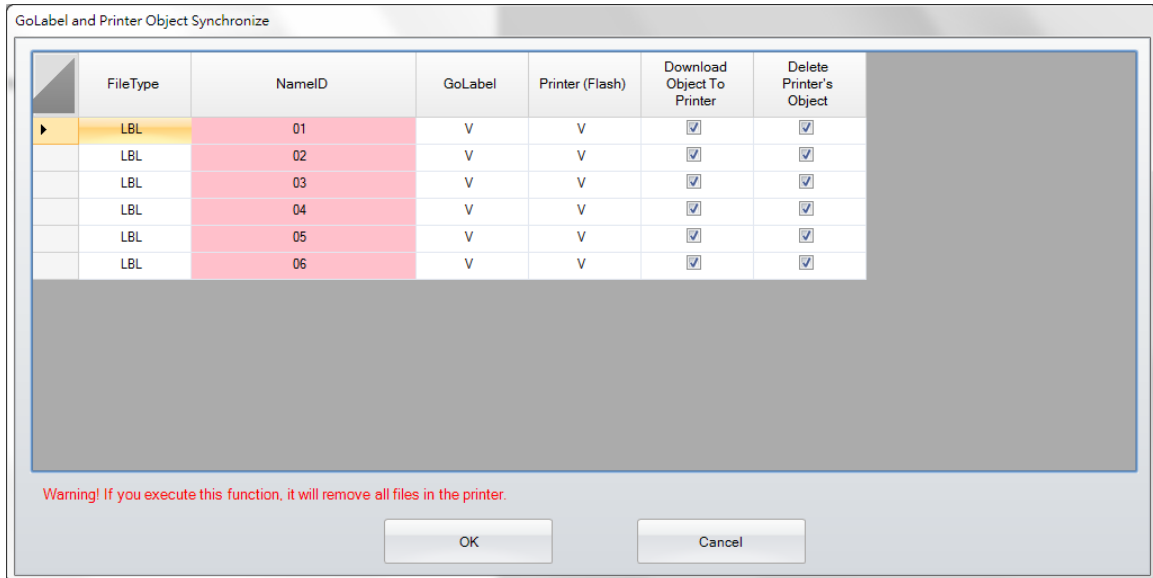 GoLabel and Printer Object Synchronize
FileType NameID GoLabel Printer (Flash) Download Object To Printer Delete Printer's Object
LBL 01 V V
LBL 02 V V
LBL 03 V V
LBL 04 V V
LBL 05 V V
LBL 06 V V
Warning! If you execute this function, it will remove all files in the printer.
OK Cancel